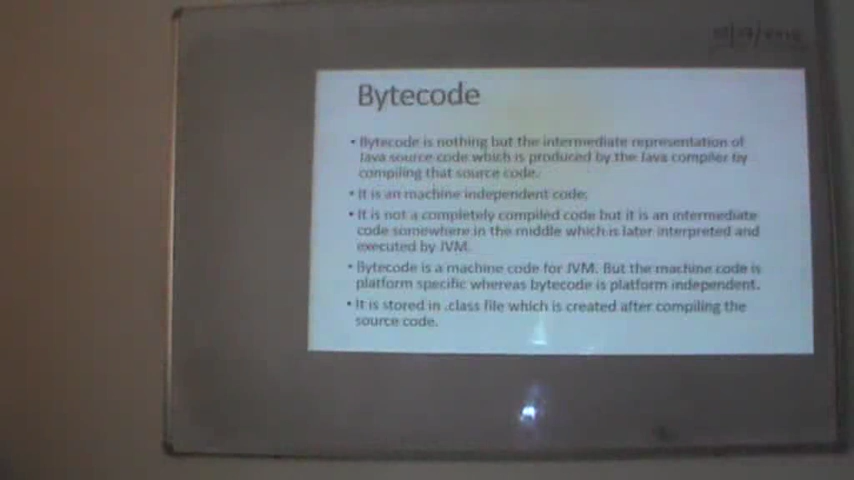 Bytecode
• Bytecode is nothing but the intermediate representation of
Java source code which is produced by the Java compiler by
compiling that source code.
• It is an machine independent code.
• It is not a completely compiled code but it is an intermediate
code somewhere in the middle which is later interpreted and
executed by JVM.
• Bytecode is a machine code for JVM. But the machine code is
platform specific whereas bytecode is platform independent.
• It is stored in .class file which is created after compiling the
source code.